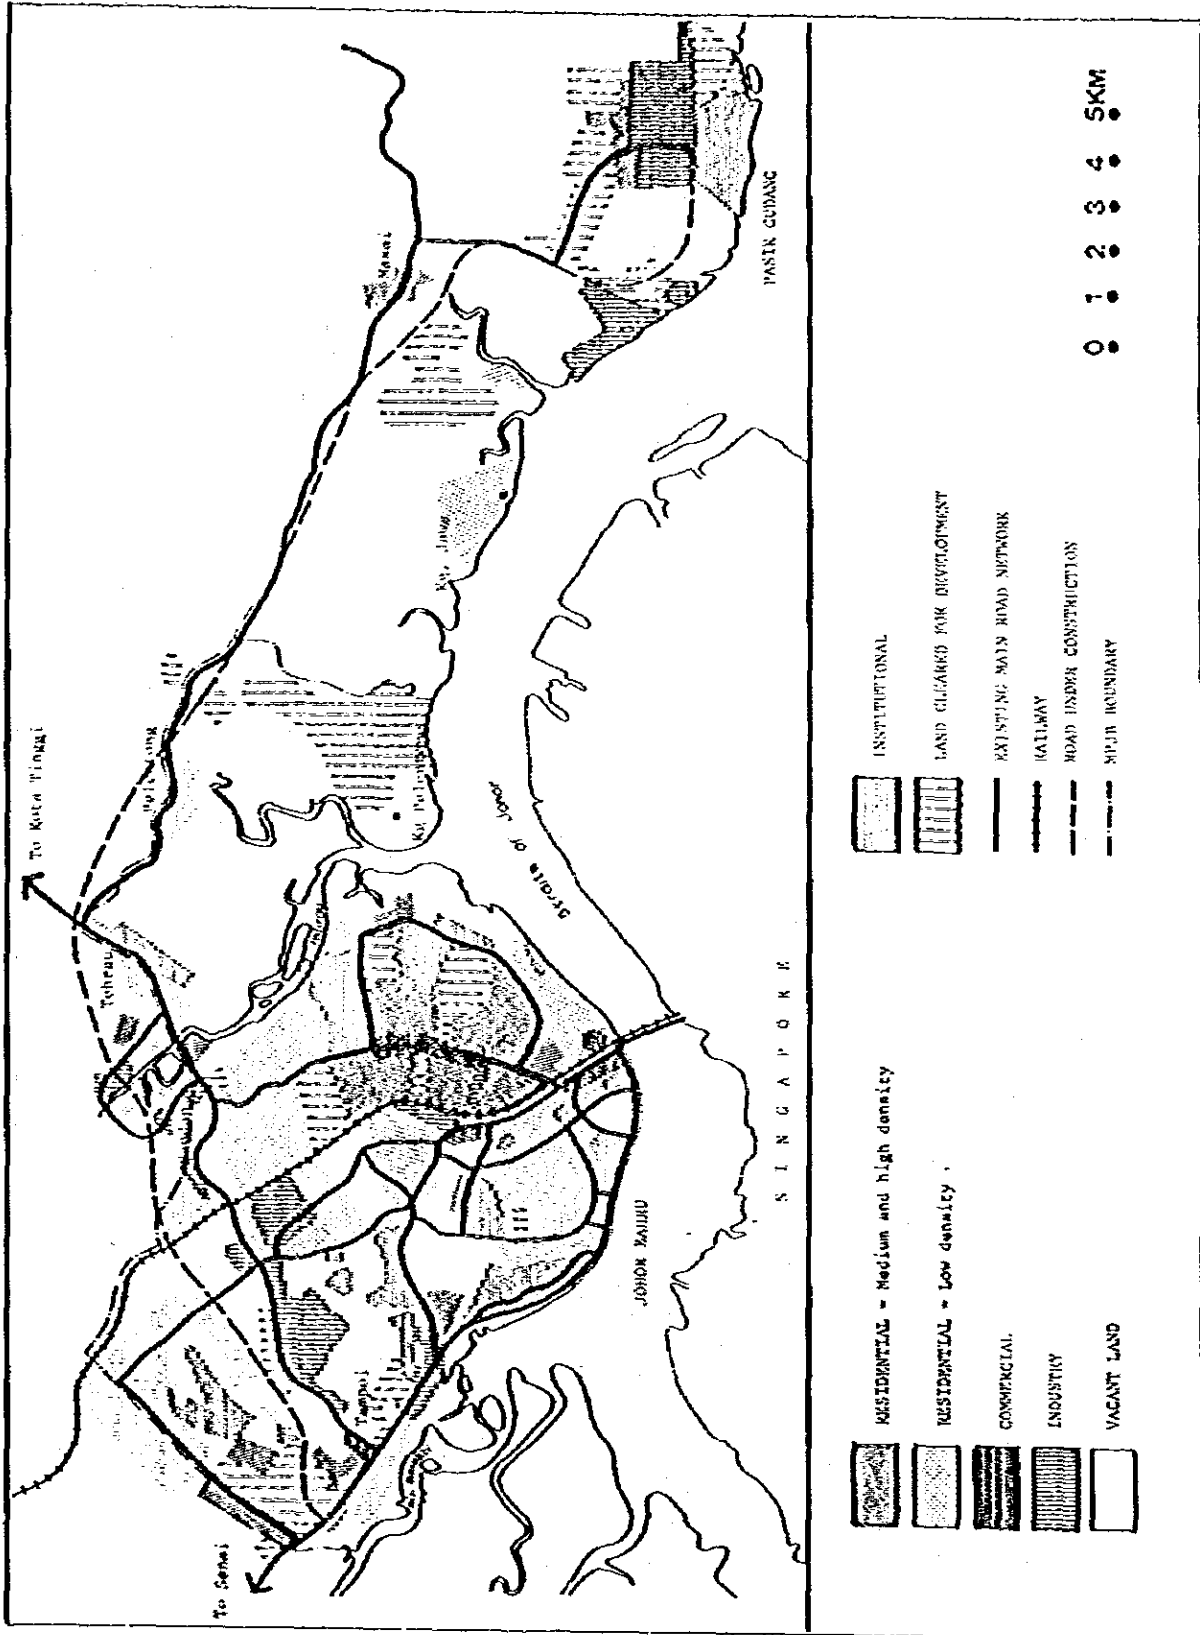 To Kota Tinggi
To Senai
Tebrau
Tampoi
Masai
PASIR GUDANG
Straits of Johor
JOHOR BAHRU
SINGAPORE
RESIDENTIAL - Medium and high density
RESIDENTIAL - Low density.
COMMERCIAL
INDUSTRY
VACANT LAND
INSTITUTIONAL
LAND CLEARED FOR DEVELOPMENT
EXISTING MAIN ROAD NETWORK
RAILWAY
ROAD UNDER CONSTRUCTION
MPJB BOUNDARY
0 1 2 3 4 5KM